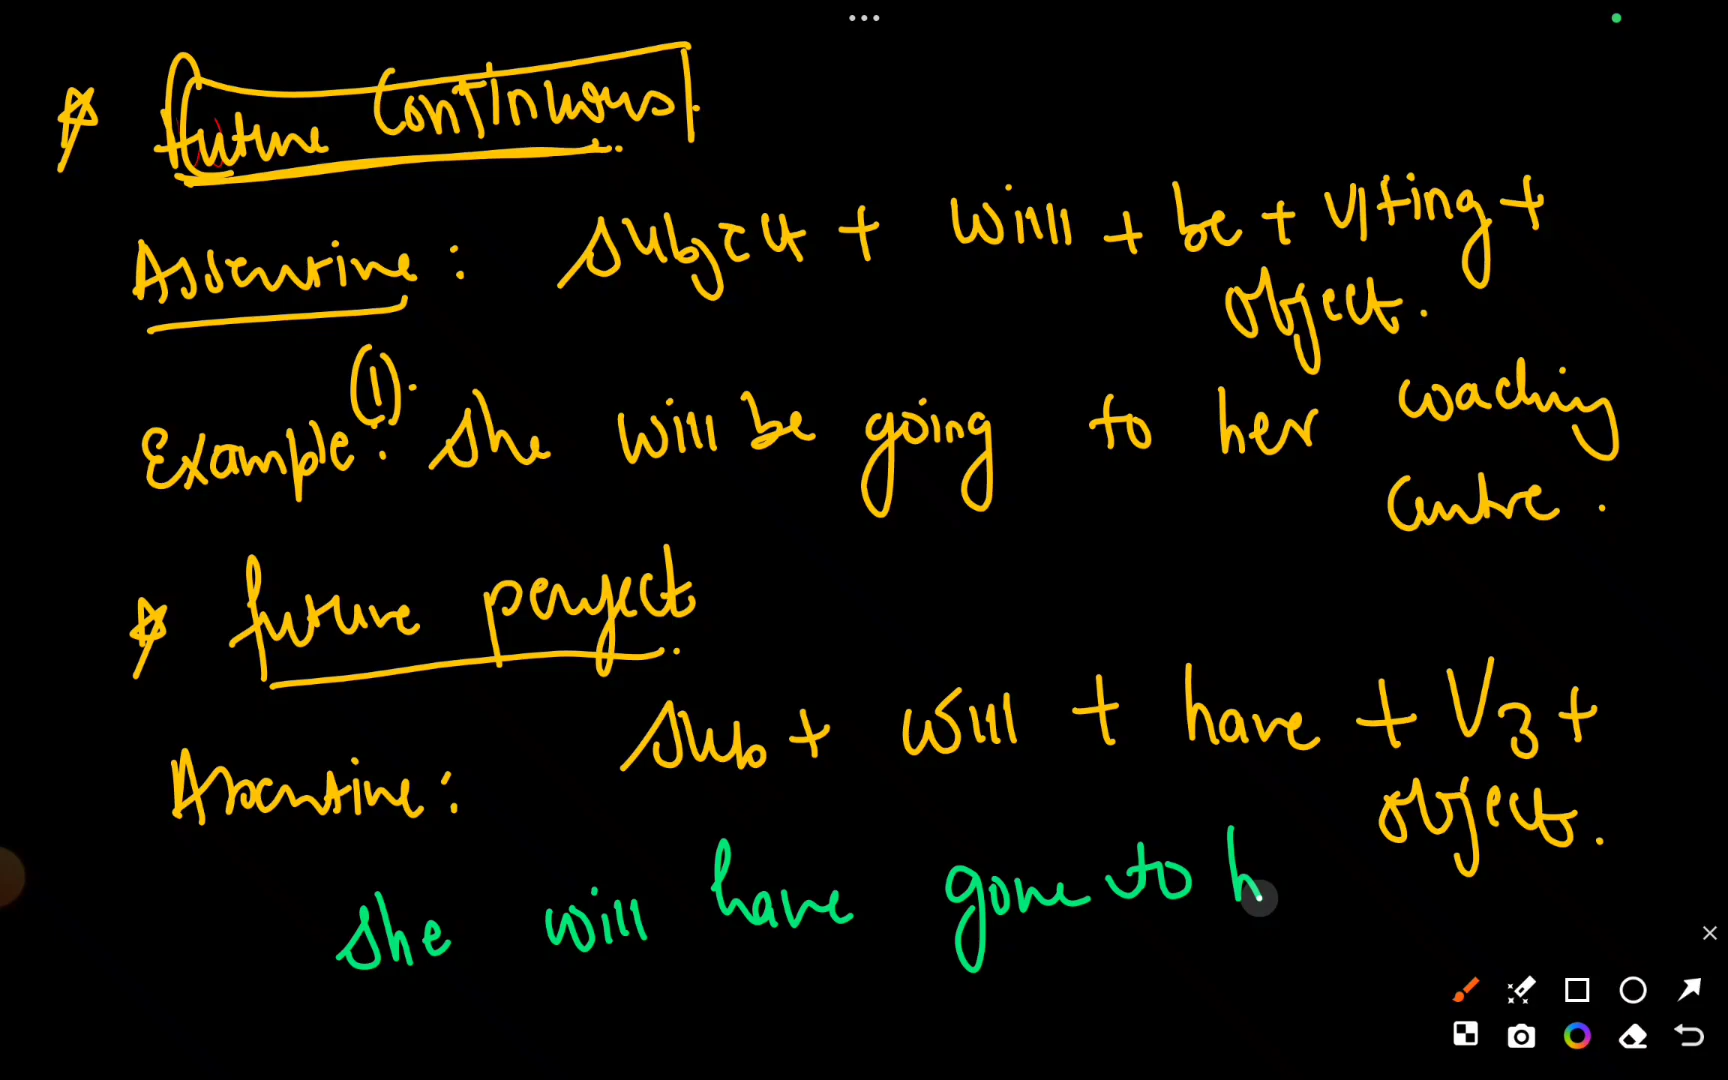 Future Continuous.
Assertive : Subject + will + be + V1+ing +
object.
Example : (1). She will be going to her coaching
centre .
future perfect
Assertive : Sub + will + have + V3 +
object.
She will have gone to h